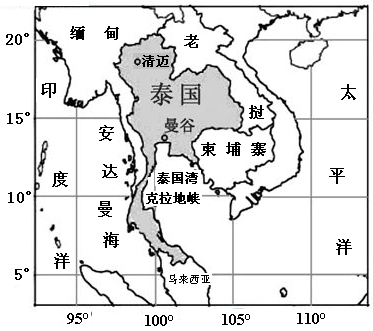 20°
15°
10°
5°
95°
100°
105°
110°
缅甸
老
挝
清迈
泰国
曼谷
柬埔寨
泰国湾
克拉地峡
马来西亚
安达曼海
印度洋
太平洋